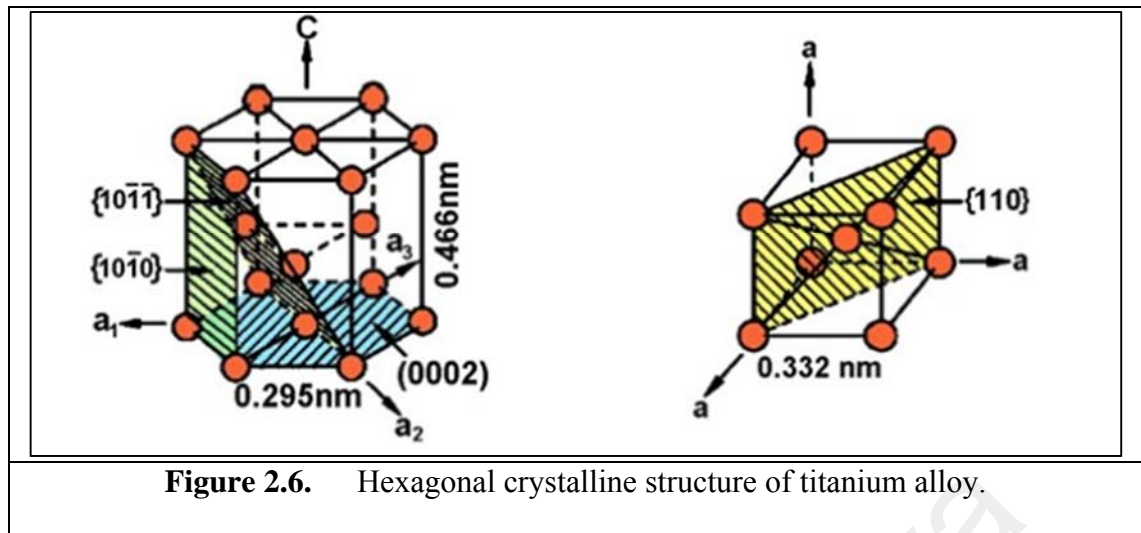 C
{101̄1̄}
{101̄0}
a₁
a₂
a₃
0.466nm
(0002)
0.295nm
a
{110}
a
0.332 nm
a
Figure 2.6. Hexagonal crystalline structure of titanium alloy.